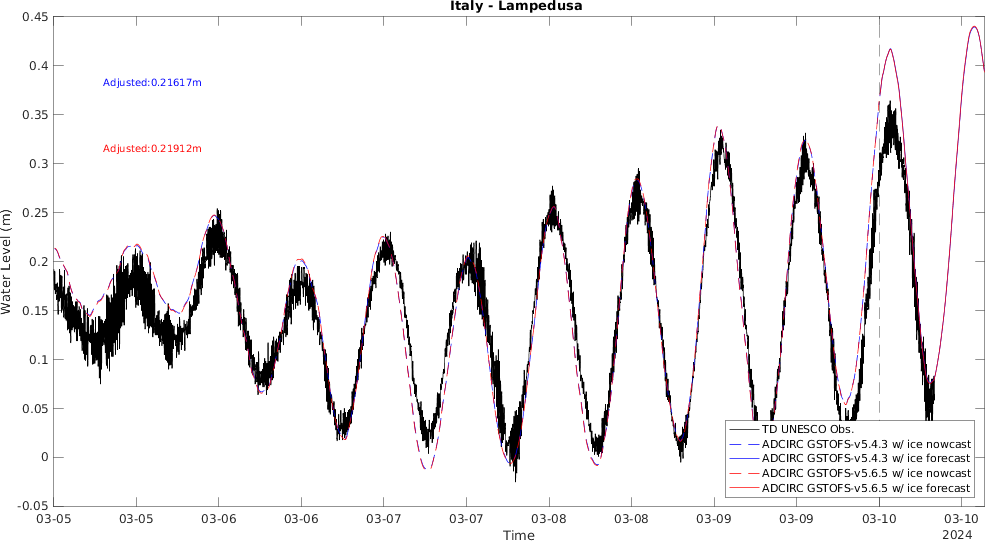 Italy - Lampedusa
0.45
0.4
0.35
0.3
0.25
0.2
0.15
0.1
0.05
0
-0.05
Water Level (m)
Adjusted:0.21617m
Adjusted:0.21912m
TD UNESCO Obs.
ADCIRC GSTOFS-v5.4.3 w/ ice nowcast
ADCIRC GSTOFS-v5.4.3 w/ ice forecast
ADCIRC GSTOFS-v5.6.5 w/ ice nowcast
ADCIRC GSTOFS-v5.6.5 w/ ice forecast
03-05 03-05 03-06 03-06 03-07 03-07 03-08 03-08 03-09 03-09 03-10 03-10
2024
Time